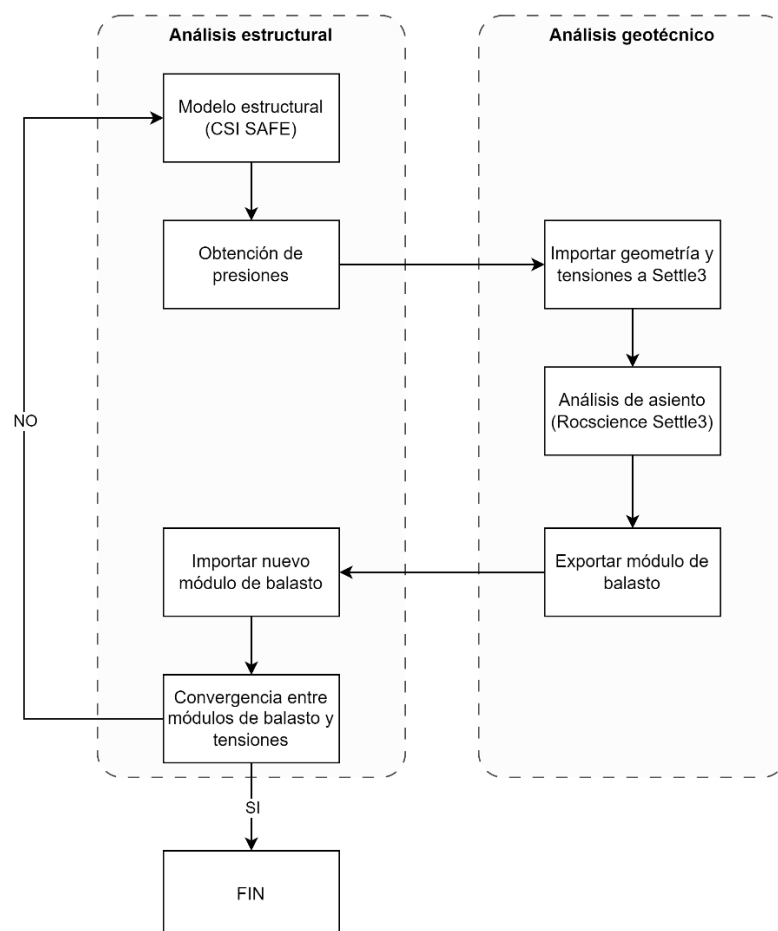 Análisis estructural
Análisis geotécnico
Modelo estructural
(CSI SAFE)
Obtención de
presiones
Importar geometría y
tensiones a Settle3
Análisis de asiento
(Rocscience Settle3)
NO
Importar nuevo
módulo de balasto
Exportar módulo de
balasto
Convergencia entre
módulos de balasto y
tensiones
SI
FIN